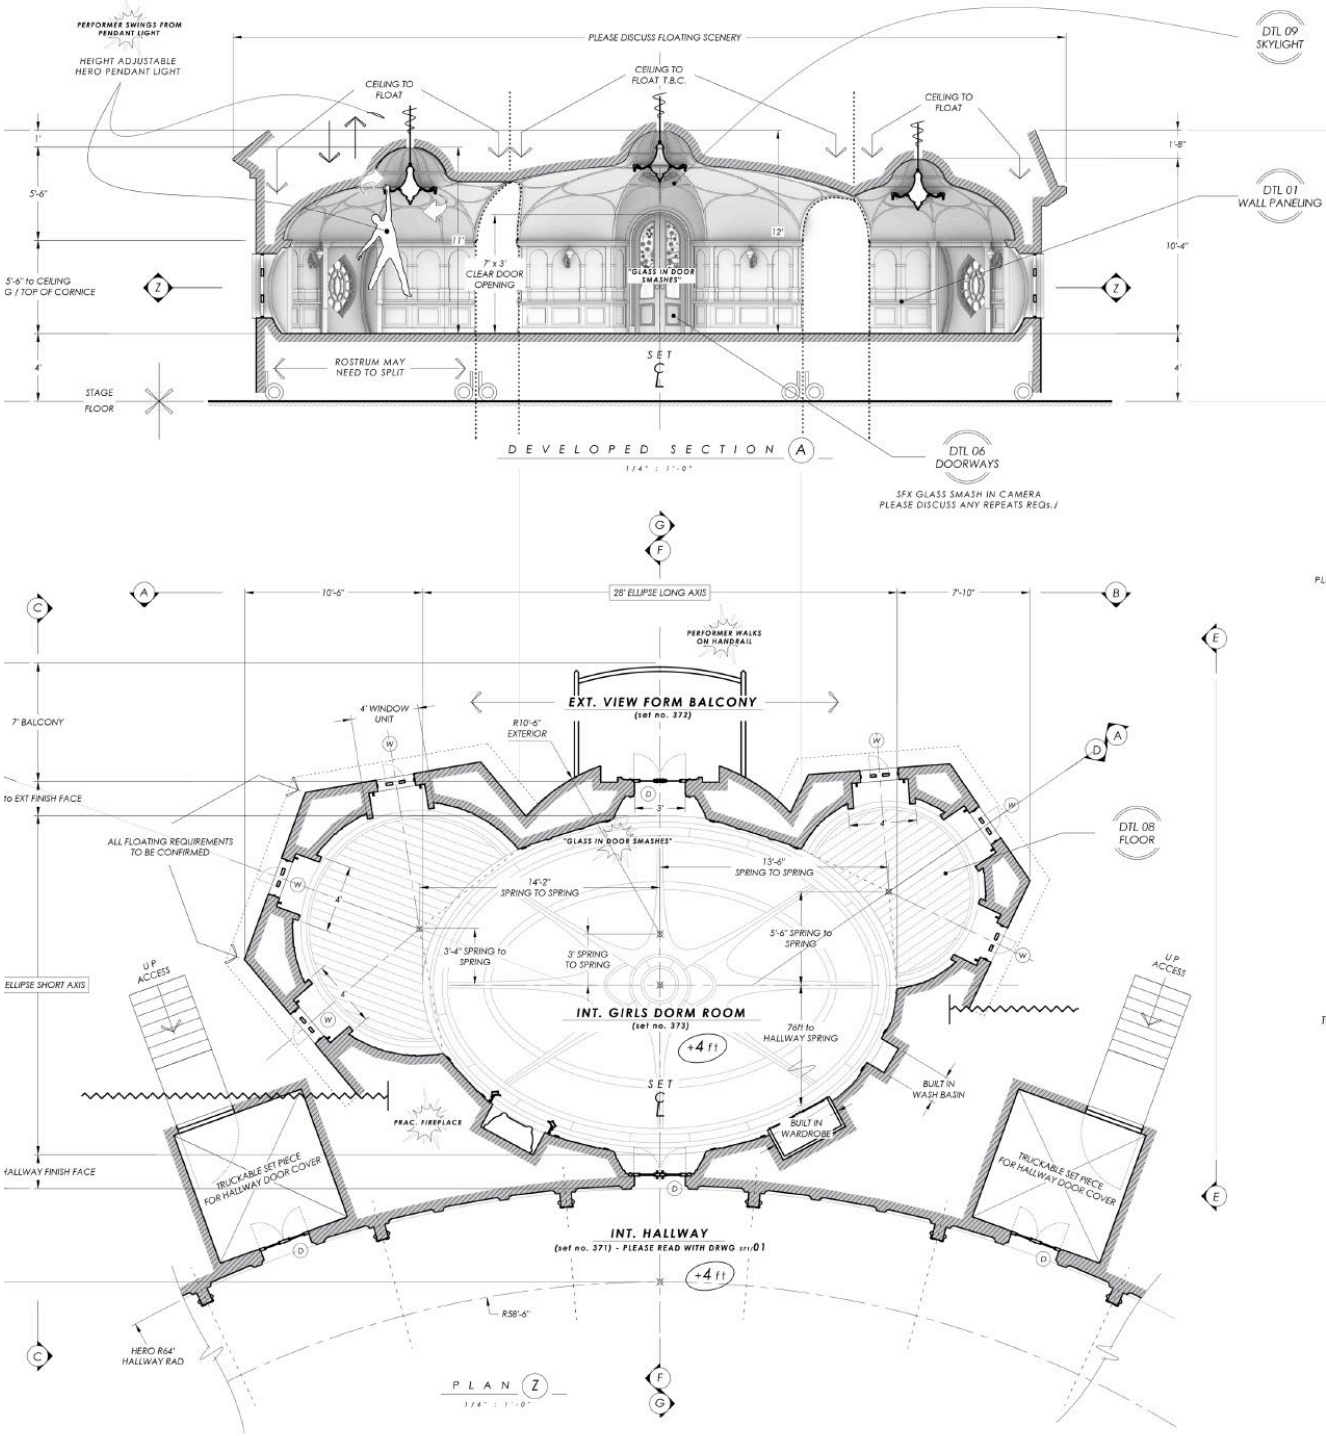 PERFORMER SWINGS FROM
PENDANT LIGHT
HEIGHT ADJUSTABLE
HERO PENDANT LIGHT
PLEASE DISCUSS FLOATING SCENERY
DTL 09
SKYLIGHT
CEILING TO
FLOAT
CEILING TO
FLOAT T.B.C.
CEILING TO
FLOAT
1'
5'-6"
5'-6" to CEILING
G / TOP OF CORNICE
4'
Z
11'
7' x 3'
CLEAR DOOR
OPENING
"GLASS IN DOOR
SMASHES"
12'
1'-8"
DTL 01
WALL PANELING
10'-4"
Z
4'
ROSTRUM MAY
NEED TO SPLIT
SET
CL
STAGE
FLOOR
DEVELOPED SECTION A
1/4" : 1'-0"
DTL 06
DOORWAYS
SFX GLASS SMASH IN CAMERA
PLEASE DISCUSS ANY REPEATS REQs./
G
F
PL
A
10'-6"
28' ELLIPSE LONG AXIS
7'-10"
B
C
E
PERFORMER WALKS
ON HANDRAIL
EXT. VIEW FORM BALCONY
(set no. 372)
7' BALCONY
4' WINDOW
UNIT
R10'-6"
EXTERIOR
W
W
D
A
to EXT FINISH FACE
D
3'
W
4'
DTL 08
FLOOR
ALL FLOATING REQUIREMENTS
TO BE CONFIRMED
"GLASS IN DOOR SMASHES"
13'-6"
SPRING TO SPRING
14'-2"
SPRING TO SPRING
W
4'
3'-4" SPRING to
SPRING
3' SPRING
TO SPRING
5'-6" SPRING to
SPRING
W
UP
ACCESS
UP
ACCESS
ELLIPSE SHORT AXIS
4'
W
INT. GIRLS DORM ROOM
(set no. 373)
+4 ft
76ft to
HALLWAY SPRING
SET
CL
BUILT IN
WASH BASIN
PRAC. FIREPLACE
BUILT IN
WARDROBE
HALLWAY FINISH FACE
TRUCKABLE SET PIECE
FOR HALLWAY DOOR COVER
TRUCKABLE SET PIECE
FOR HALLWAY DOOR COVER
D
E
INT. HALLWAY
(set no. 371) - PLEASE READ WITH DRWG 371/01
+4 ft
D
D
R58'-6"
HERO R64'
HALLWAY RAD
C
PLAN Z
1/4" : 1'-0"
F
G